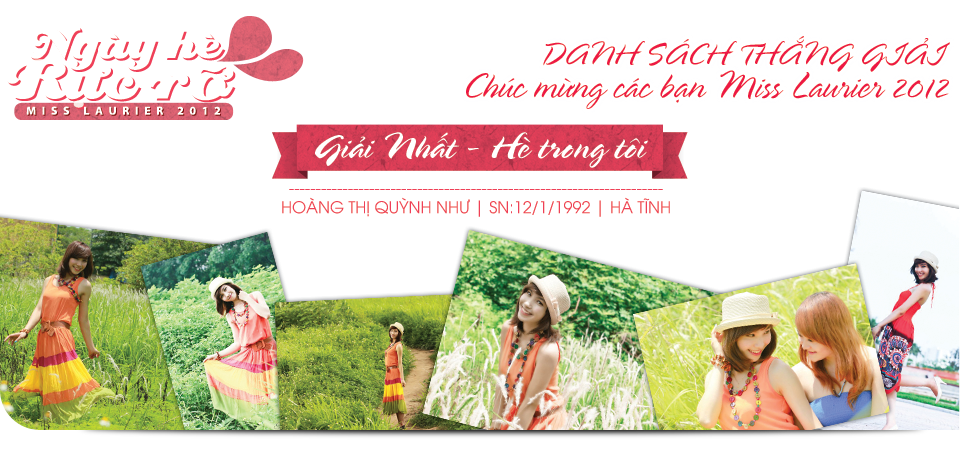 Ngày hè
Rực rỡ
MISS LAURIER 2012
DANH SÁCH THẮNG GIẢI
Chúc mừng các bạn Miss Laurier 2012
Giải Nhất - Hè trong tôi
HOÀNG THỊ QUỲNH NHƯ | SN:12/1/1992 | HÀ TĨNH